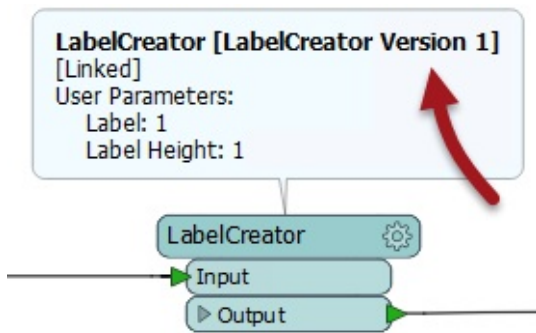 LabelCreator [LabelCreator Version 1]
[Linked]
User Parameters:
Label: 1
Label Height: 1
LabelCreator
Input
Output